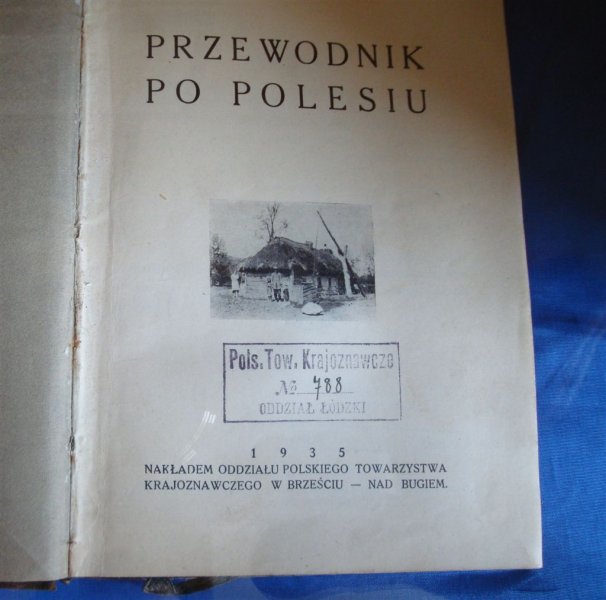 PRZEWODNIK
PO POLESIU
Pols. Tow. Krajoznawcze
№ 788
ODDZIAŁ ŁÓDZKI
1935
NAKŁADEM ODDZIAŁU POLSKIEGO TOWARZYSTWA
KRAJOZNAWCZEGO W BRZEŚCIU — NAD BUGIEM.